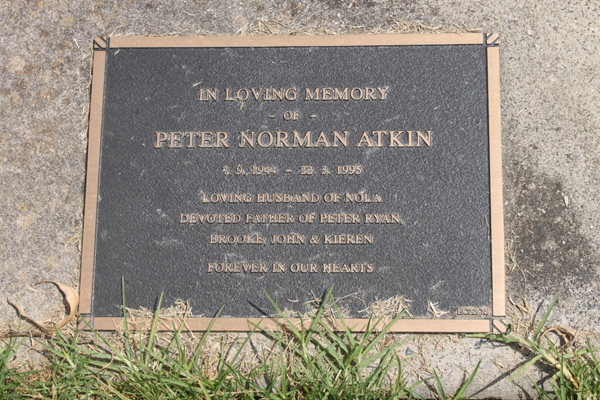 IN LOVING MEMORY
- OF -
PETER NORMAN ATKIN
7. 9. 1944 - 22. 3. 1995
LOVING HUSBAND OF NOLA
DEVOTED FATHER OF PETER RYAN,
BROOKE, JOHN & KIEREN
FOREVER IN OUR HEARTS